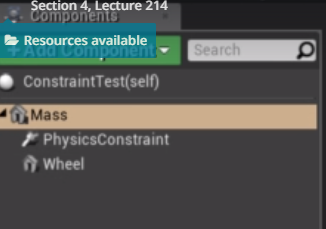 Section 4, Lecture 214
Components
Resources available
+ Add Component
Search
ConstraintTest(self)
Mass
PhysicsConstraint
Wheel